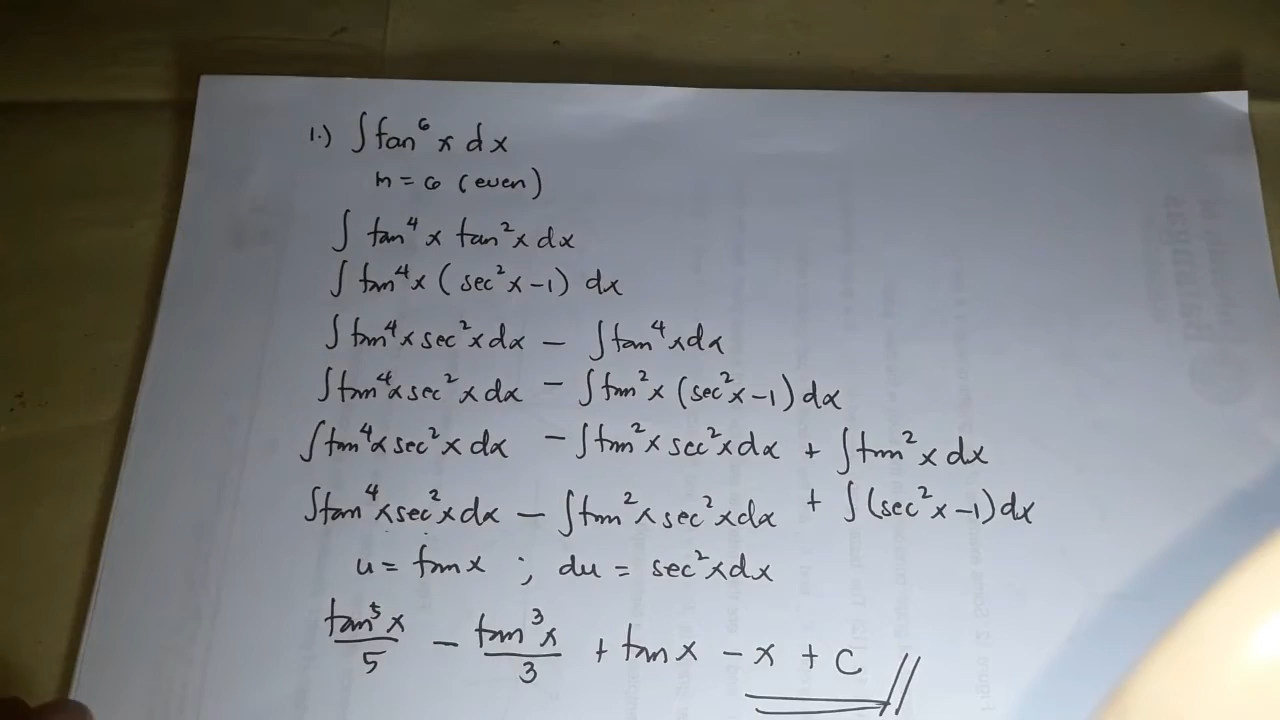 1.) ∫ tan⁶ x dx
n = 6 (even)
∫ tan⁴ x tan² x dx
∫ tan⁴ x ( sec² x − 1 ) dx
∫ tan⁴ x sec² x dx − ∫ tan⁴ x dx
∫ tan⁴ x sec² x dx − ∫ tan² x (sec² x − 1) dx
∫ tan⁴ x sec² x dx − ∫ tan² x sec² x dx + ∫ tan² x dx
∫ tan⁴ x sec² x dx − ∫ tan² x sec² x dx + ∫ (sec² x − 1) dx
u = tan x ; du = sec² x dx
tan⁵ x / 5 − tan³ x / 3 + tan x − x + C //